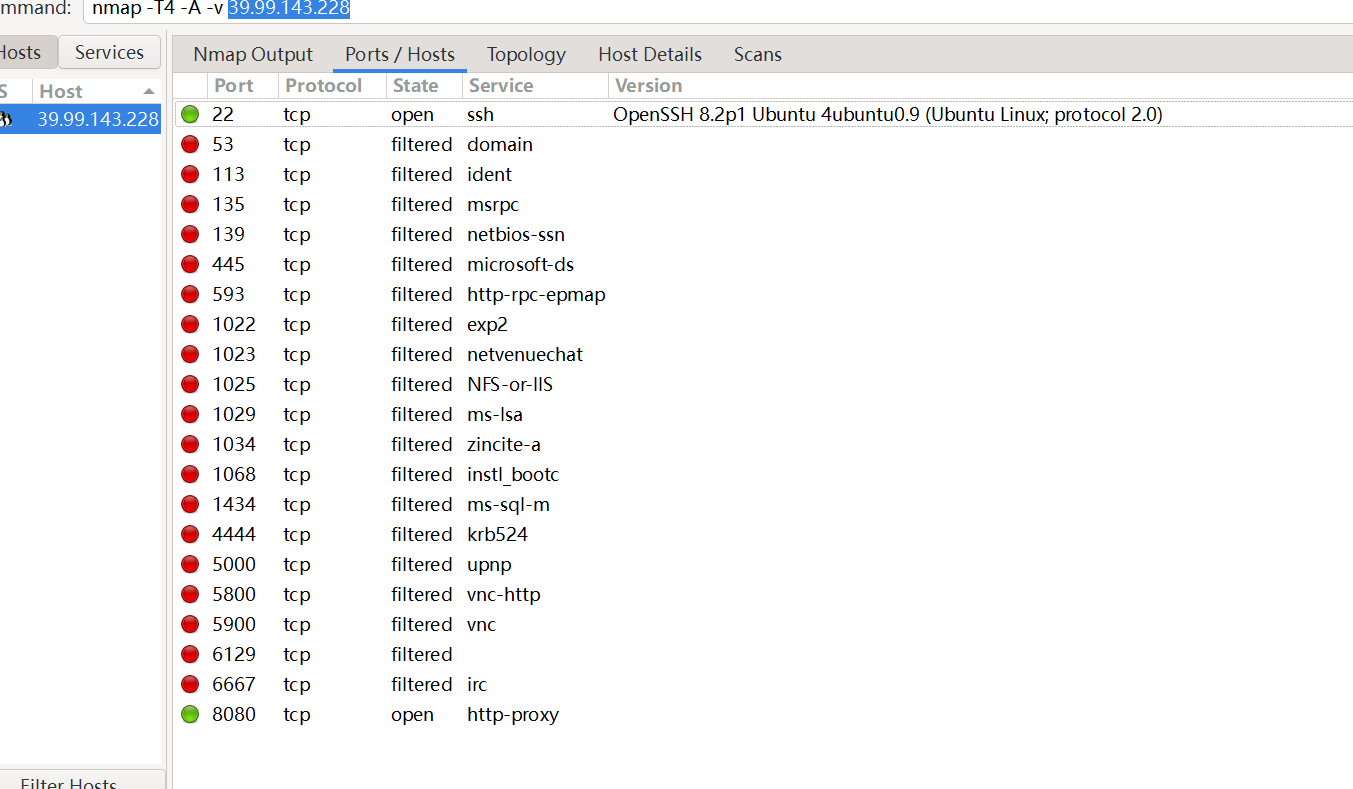 mmand: nmap -T4 -A -v 39.99.143.228
Hosts Services Nmap Output Ports / Hosts Topology Host Details Scans
S Host Port Protocol State Service Version
39.99.143.228 22 tcp open ssh OpenSSH 8.2p1 Ubuntu 4ubuntu0.9 (Ubuntu Linux; protocol 2.0)
53 tcp filtered domain
113 tcp filtered ident
135 tcp filtered msrpc
139 tcp filtered netbios-ssn
445 tcp filtered microsoft-ds
593 tcp filtered http-rpc-epmap
1022 tcp filtered exp2
1023 tcp filtered netvenuechat
1025 tcp filtered NFS-or-IIS
1029 tcp filtered ms-lsa
1034 tcp filtered zincite-a
1068 tcp filtered instl_bootc
1434 tcp filtered ms-sql-m
4444 tcp filtered krb524
5000 tcp filtered upnp
5800 tcp filtered vnc-http
5900 tcp filtered vnc
6129 tcp filtered
6667 tcp filtered irc
8080 tcp open http-proxy
Filter Hosts